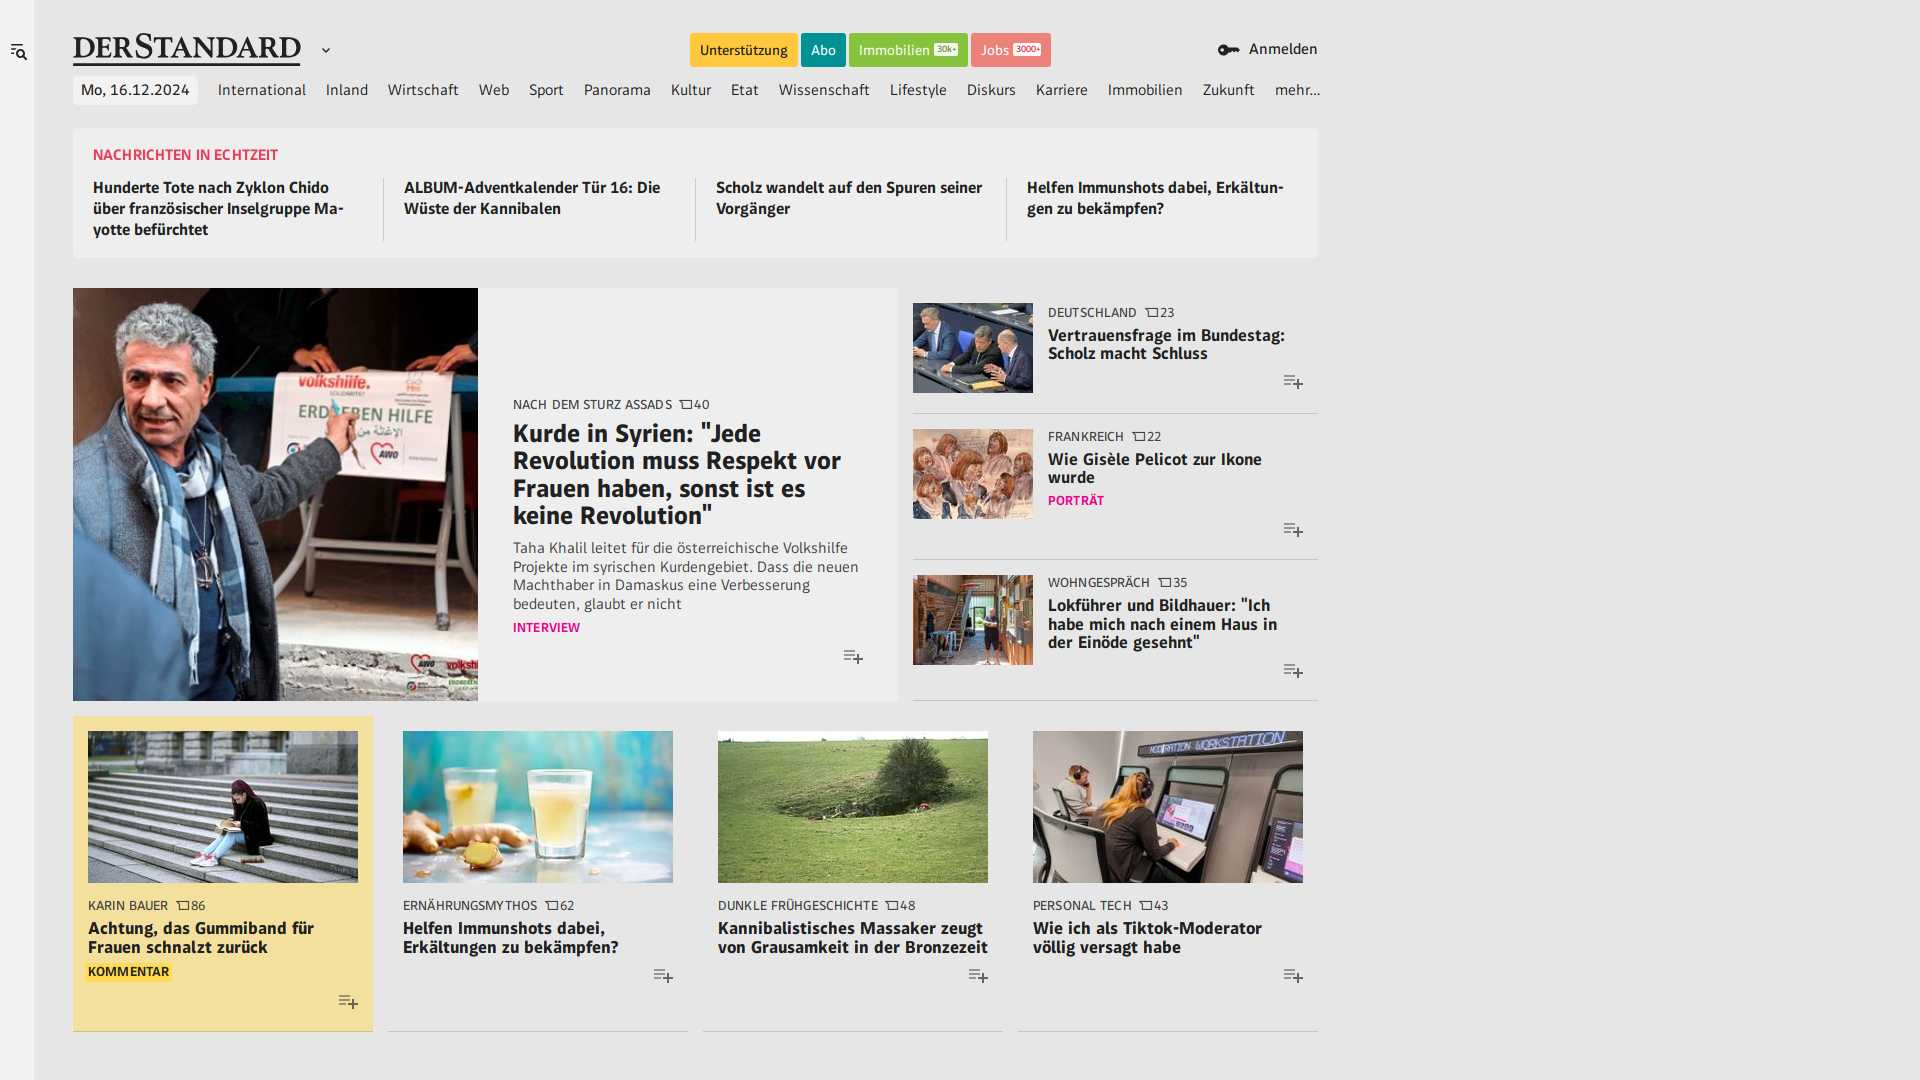 DERSTANDARD
Unterstützung
Abo
Immobilien 30k+
Jobs 3000+
Anmelden
Mo, 16.12.2024
International
Inland
Wirtschaft
Web
Sport
Panorama
Kultur
Etat
Wissenschaft
Lifestyle
Diskurs
Karriere
Immobilien
Zukunft
mehr...
NACHRICHTEN IN ECHTZEIT
Hunderte Tote nach Zyklon Chido
über französischer Inselgruppe Ma-
yotte befürchtet
ALBUM-Adventkalender Tür 16: Die
Wüste der Kannibalen
Scholz wandelt auf den Spuren seiner
Vorgänger
Helfen Immunshots dabei, Erkältun-
gen zu bekämpfen?
volkshilfe.
SOLIDARITÄT
ERDBEBEN HILFE
AWO
International
AWO
NACH DEM STURZ ASSADS 40
Kurde in Syrien: "Jede
Revolution muss Respekt vor
Frauen haben, sonst ist es
keine Revolution"
Taha Khalil leitet für die österreichische Volkshilfe
Projekte im syrischen Kurdengebiet. Dass die neuen
Machthaber in Damaskus eine Verbesserung
bedeuten, glaubt er nicht
INTERVIEW
DEUTSCHLAND 23
Vertrauensfrage im Bundestag:
Scholz macht Schluss
FRANKREICH 22
Wie Gisèle Pelicot zur Ikone
wurde
PORTRÄT
WOHNGESPRÄCH 35
Lokführer und Bildhauer: "Ich
habe mich nach einem Haus in
der Einöde gesehnt"
KARIN BAUER 86
Achtung, das Gummiband für
Frauen schnalzt zurück
KOMMENTAR
ERNÄHRUNGSMYTHOS 62
Helfen Immunshots dabei,
Erkältungen zu bekämpfen?
DUNKLE FRÜHGESCHICHTE 48
Kannibalistisches Massaker zeugt
von Grausamkeit in der Bronzezeit
MODERATION WORKSTATION
PERSONAL TECH 43
Wie ich als Tiktok-Moderator
völlig versagt habe